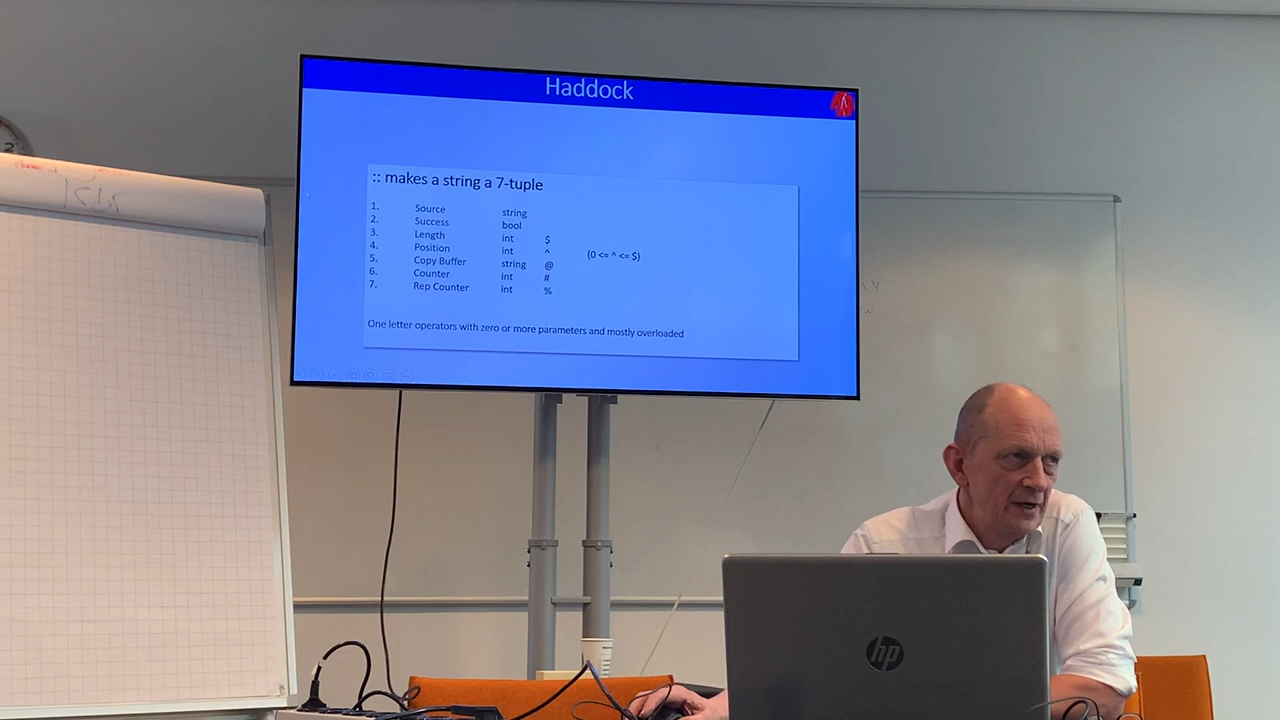 Haddock
:: makes a string a 7-tuple
1. Source string
2. Success bool
3. Length int $
4. Position int ^ (0 <= ^ <= $)
5. Copy Buffer string @
6. Counter int #
7. Rep Counter int %
One letter operators with zero or more parameters and mostly overloaded
hp
2